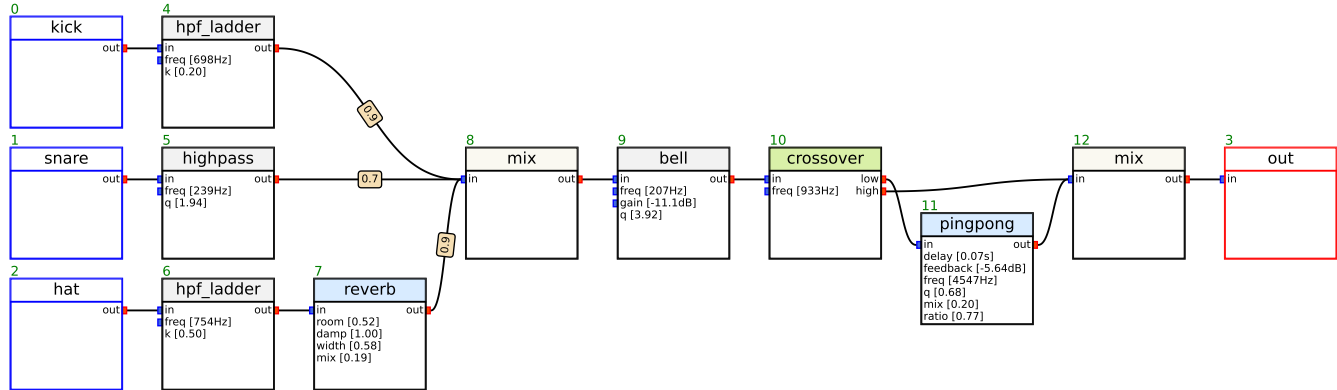 0
kick
out
4
hpf_ladder
in
out
freq [698Hz]
k [0.20]
0.9
1
snare
out
5
highpass
in
out
freq [239Hz]
q [1.94]
0.7
2
hat
out
6
hpf_ladder
in
out
freq [754Hz]
k [0.50]
7
reverb
in
out
room [0.52]
damp [1.00]
width [0.58]
mix [0.19]
0.9
8
mix
in
out
9
bell
in
out
freq [207Hz]
gain [-11.1dB]
q [3.92]
10
crossover
in
low
freq [933Hz]
high
11
pingpong
in
out
delay [0.07s]
feedback [-5.64dB]
freq [4547Hz]
q [0.68]
mix [0.20]
ratio [0.77]
12
mix
in
out
3
out
in